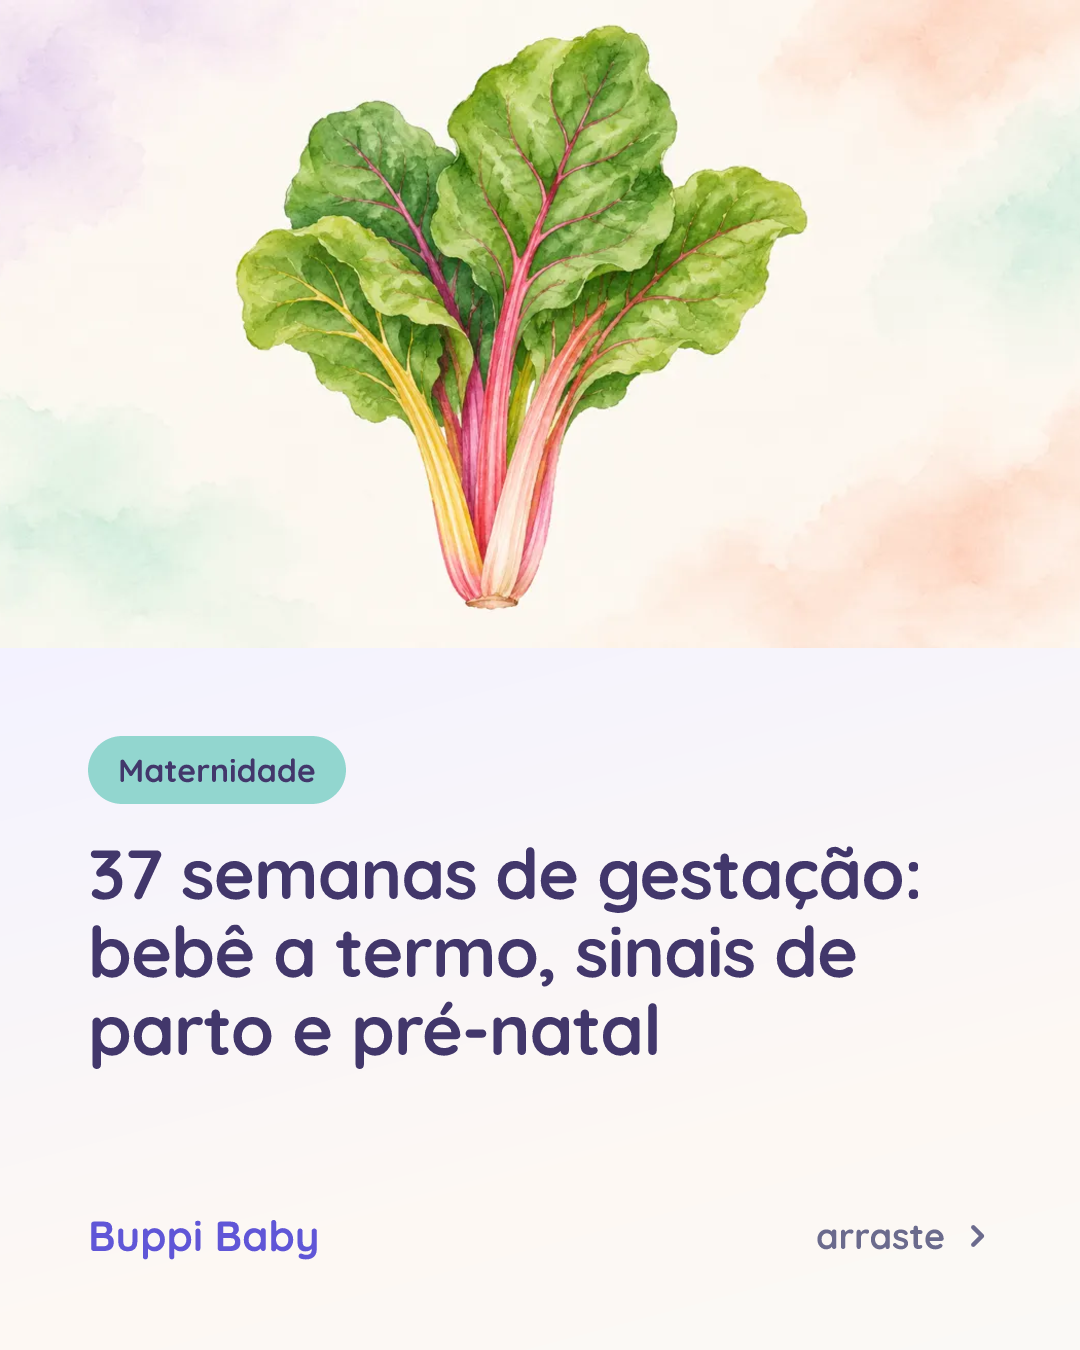 Maternidade
37 semanas de gestação:
bebê a termo, sinais de
parto e pré-natal
Buppi Baby
arraste